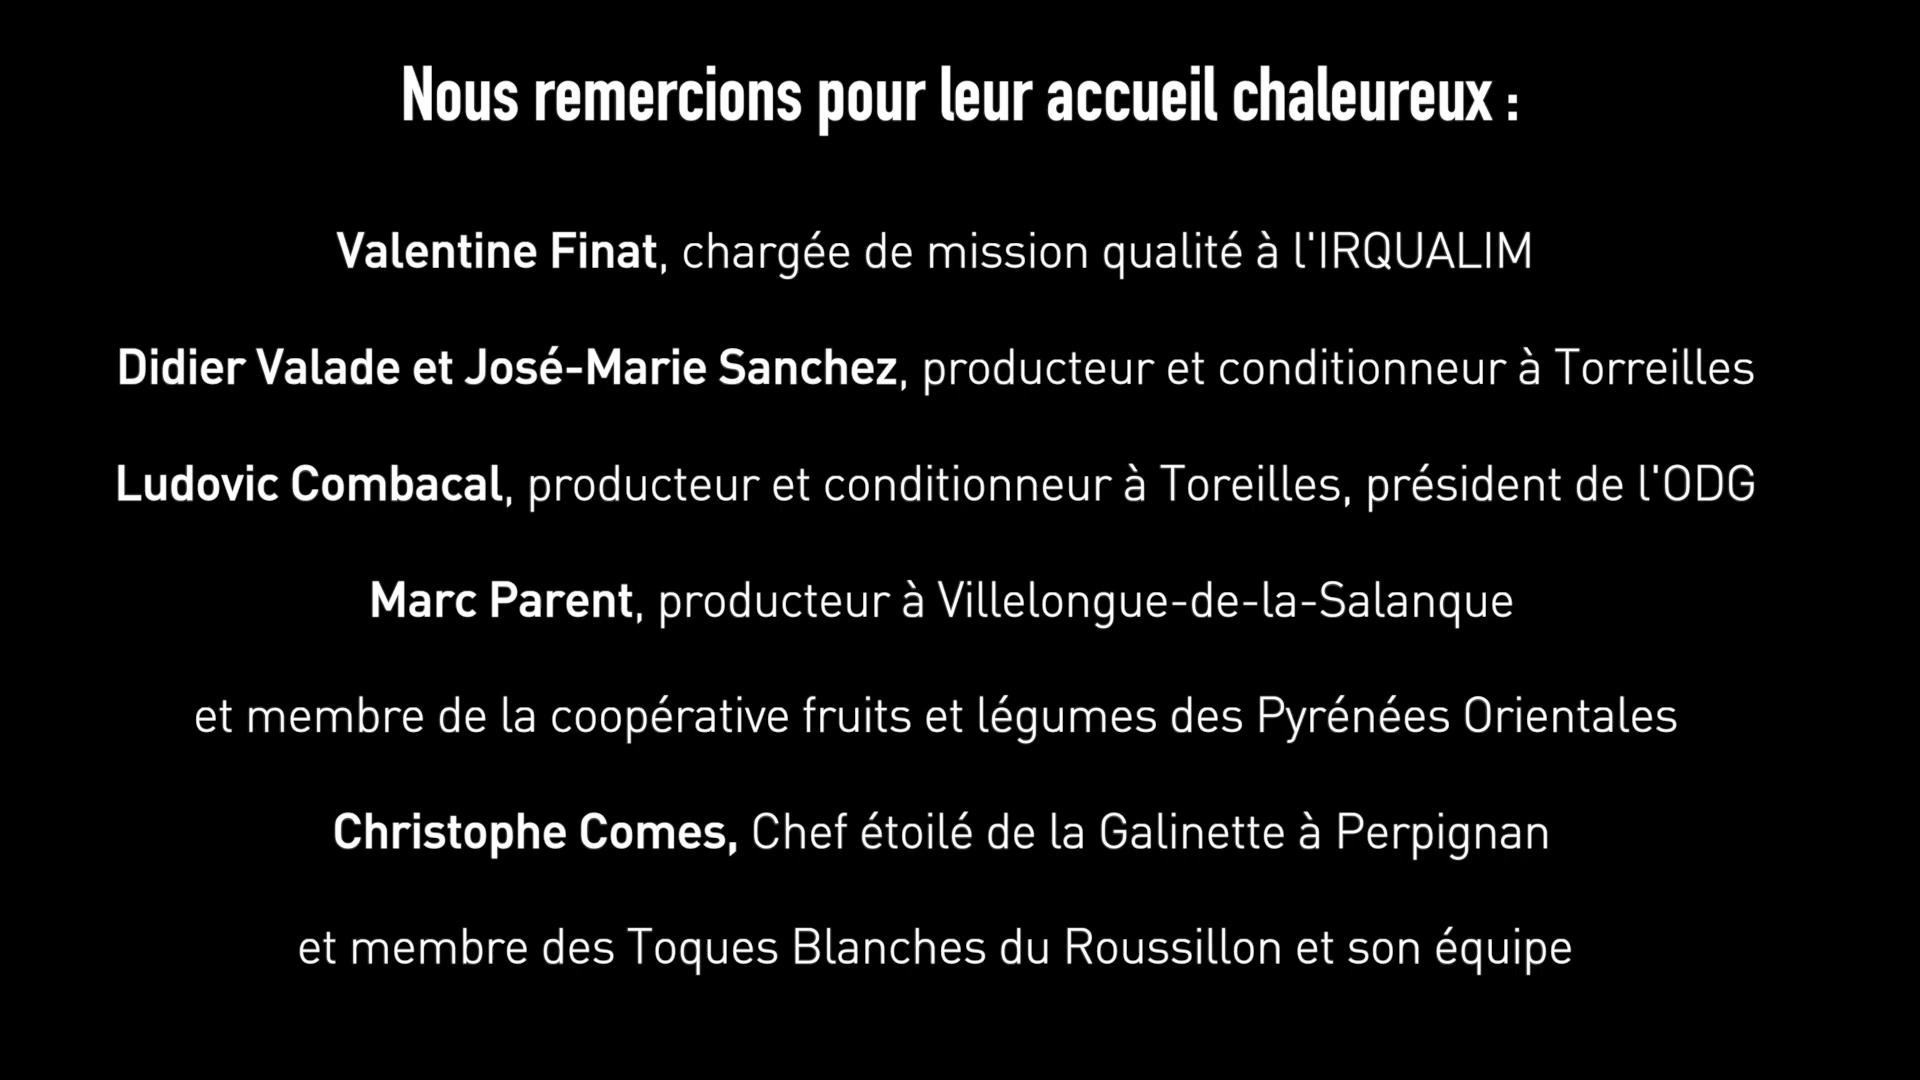 Nous remercions pour leur accueil chaleureux :
Valentine Finat, chargée de mission qualité à l'IRQUALIM
Didier Valade et José-Marie Sanchez, producteur et conditionneur à Torreilles
Ludovic Combacal, producteur et conditionneur à Toreilles, président de l'ODG
Marc Parent, producteur à Villelongue-de-la-Salanque
et membre de la coopérative fruits et légumes des Pyrénées Orientales
Christophe Comes, Chef étoilé de la Galinette à Perpignan
et membre des Toques Blanches du Roussillon et son équipe